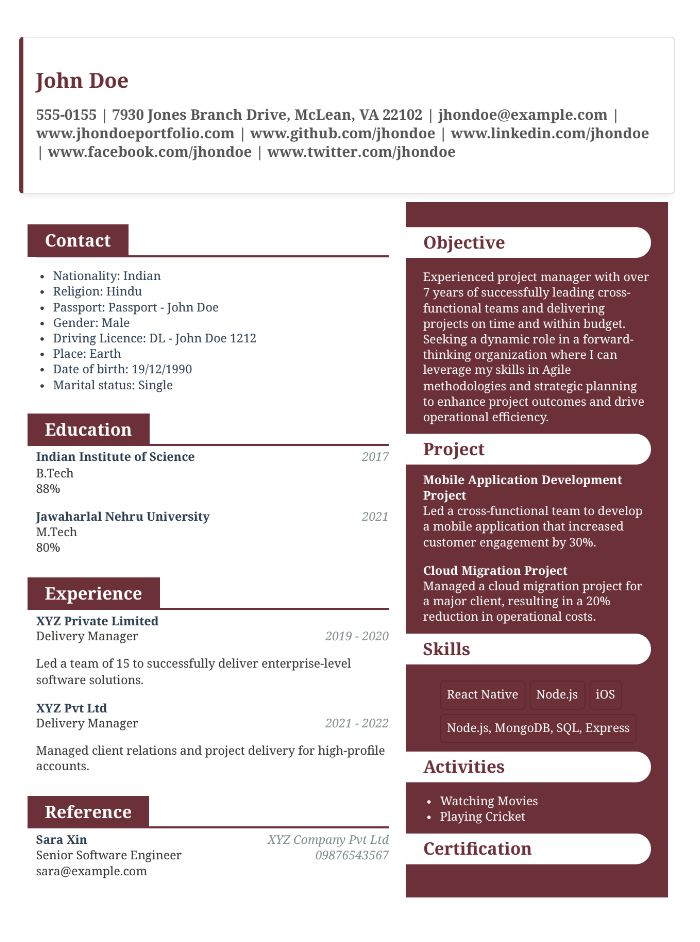 John Doe
555-0155 | 7930 Jones Branch Drive, McLean, VA 22102 | jhondoe@example.com |
www.jhondoeportfolio.com | www.github.com/jhondoe | www.linkedin.com/jhondoe
| www.facebook.com/jhondoe | www.twitter.com/jhondoe
Contact
• Nationality: Indian
• Religion: Hindu
• Passport: Passport - John Doe
• Gender: Male
• Driving Licence: DL - John Doe 1212
• Place: Earth
• Date of birth: 19/12/1990
• Marital status: Single
Education
Indian Institute of Science 2017
B.Tech
88%
Jawaharlal Nehru University 2021
M.Tech
80%
Experience
XYZ Private Limited
Delivery Manager 2019 - 2020
Led a team of 15 to successfully deliver enterprise-level
software solutions.
XYZ Pvt Ltd
Delivery Manager 2021 - 2022
Managed client relations and project delivery for high-profile
accounts.
Reference
Sara Xin XYZ Company Pvt Ltd
Senior Software Engineer 09876543567
sara@example.com
Objective
Experienced project manager with over
7 years of successfully leading cross-
functional teams and delivering
projects on time and within budget.
Seeking a dynamic role in a forward-
thinking organization where I can
leverage my skills in Agile
methodologies and strategic planning
to enhance project outcomes and drive
operational efficiency.
Project
Mobile Application Development
Project
Led a cross-functional team to develop
a mobile application that increased
customer engagement by 30%.
Cloud Migration Project
Managed a cloud migration project for
a major client, resulting in a 20%
reduction in operational costs.
Skills
React Native Node.js iOS
Node.js, MongoDB, SQL, Express
Activities
• Watching Movies
• Playing Cricket
Certification